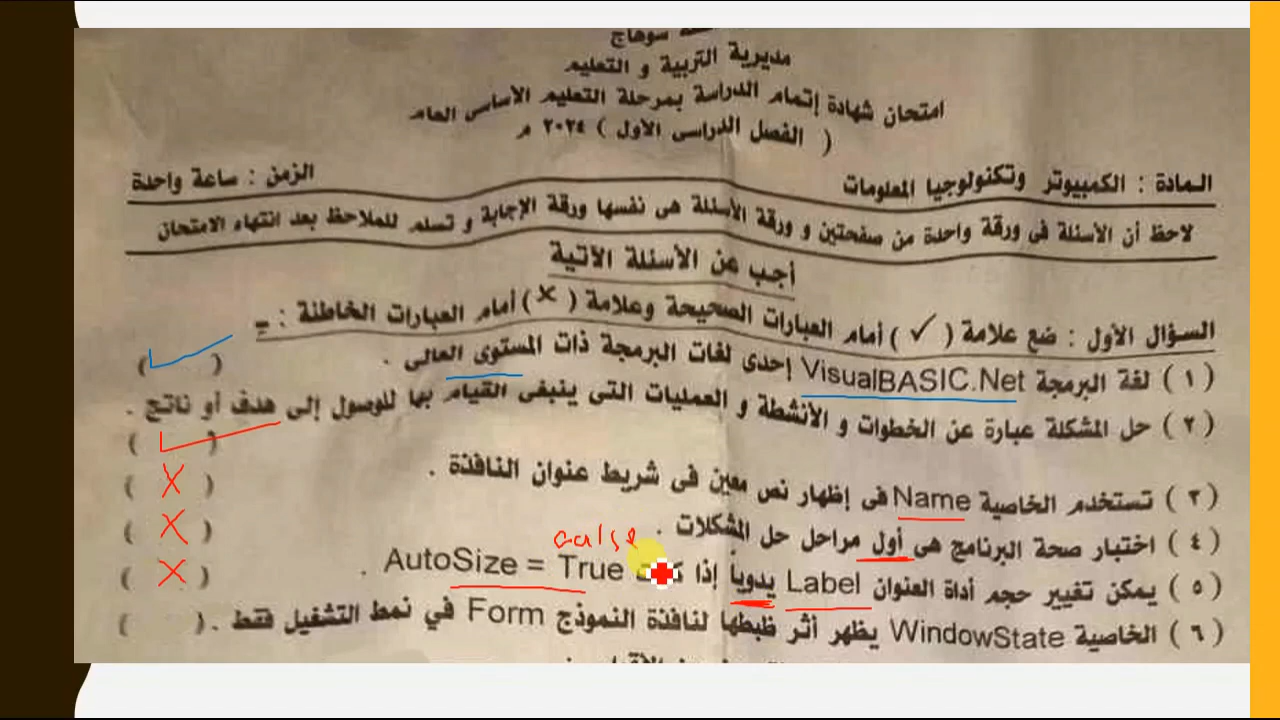 سوهاج
مديرية التربية و التعليم
امتحان شهادة إتمام الدراسة بمرحلة التعليم الأساسى العام
( الفصل الدراسى الأول ) ٢٠٢٤ م
المادة : الكمبيوتر وتكنولوجيا المعلومات الزمن : ساعة واحدة
لاحظ أن الأسئلة فى ورقة واحدة من صفحتين و ورقة الأسئلة هى نفسها ورقة الإجابة و تسلم للملاحظ بعد انتهاء الامتحان
أجب عن الأسئلة الآتية
السؤال الأول : ضع علامة ( ✓ ) أمام العبارات الصحيحة وعلامة ( × ) أمام العبارات الخاطئة : -
( ١ ) لغة البرمجة VisualBASIC.Net إحدى لغات البرمجة ذات المستوى العالى . ( ✓ )
( ٢ ) حل المشكلة عبارة عن الخطوات و الأنشطة و العمليات التى ينبغى القيام بها للوصول إلى هدف أو ناتج .
( ✓ )
( ٣ ) تستخدم الخاصية Name فى إظهار نص معين فى شريط عنوان النافذة . ( X )
( ٤ ) اختبار صحة البرنامج هى أول مراحل حل المشكلات . ( X )
( ٥ ) يمكن تغيير حجم أداة العنوان Label يدوياً إذا AutoSize = True . ( X )
( ٦ ) الخاصية WindowState يظهر أثر ظبطها لنافذة النموذج Form في نمط التشغيل فقط . ( )